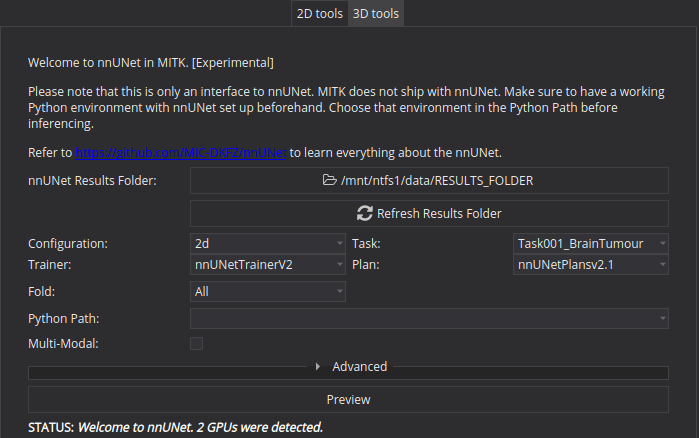 2D tools 3D tools
Welcome to nnUNet in MITK. [Experimental]
Please note that this is only an interface to nnUNet. MITK does not ship with nnUNet. Make sure to have a working
Python environment with nnUNet set up beforehand. Choose that environment in the Python Path before
inferencing.
Refer to https://github.com/MIC-DKFZ/nnUNet to learn everything about the nnUNet.
nnUNet Results Folder: /mnt/ntfs1/data/RESULTS_FOLDER
Refresh Results Folder
Configuration: 2d Task: Task001_BrainTumour
Trainer: nnUNetTrainerV2 Plan: nnUNetPlansv2.1
Fold: All
Python Path:
Multi-Modal:
Advanced
Preview
STATUS: Welcome to nnUNet. 2 GPUs were detected.